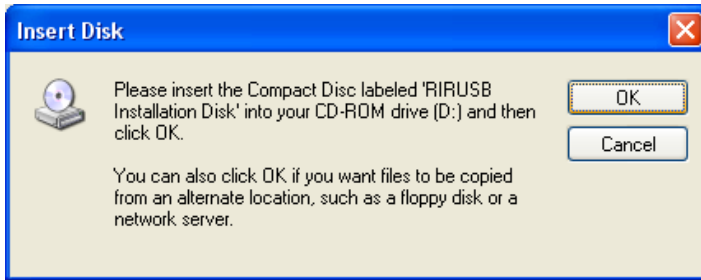 Insert Disk
Please insert the Compact Disc labeled 'RIRUSB
Installation Disk' into your CD-ROM drive (D:) and then
click OK.
You can also click OK if you want files to be copied
from an alternate location, such as a floppy disk or a
network server.
OK
Cancel